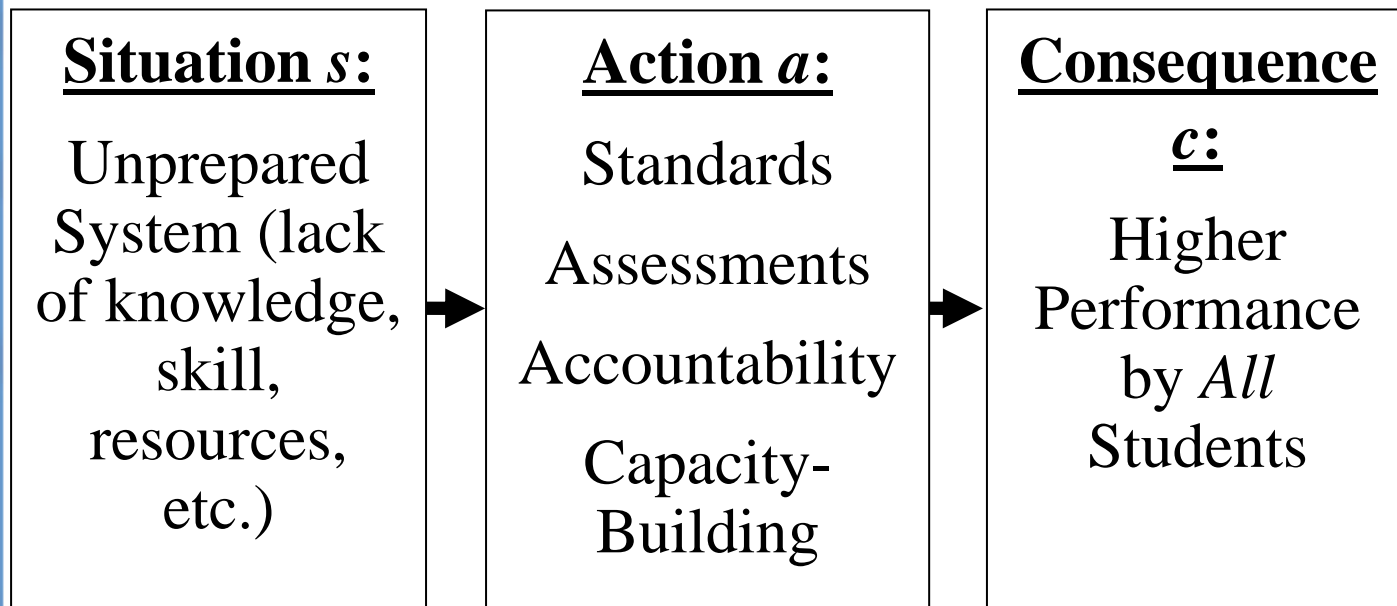 Situation s:
Unprepared
System (lack
of knowledge,
skill,
resources,
etc.)
Action a:
Standards
Assessments
Accountability
Capacity-
Building
Consequence
c:
Higher
Performance
by All
Students